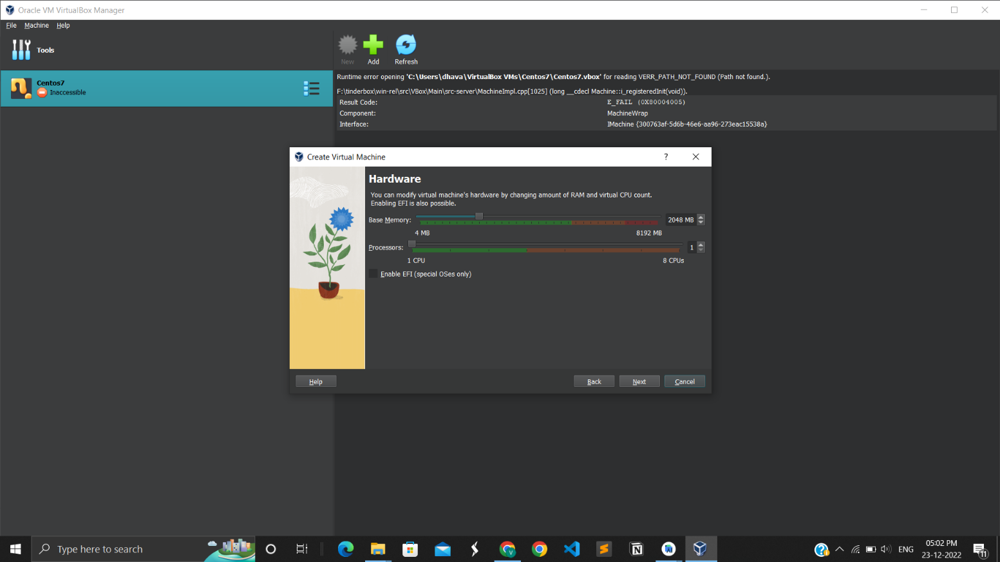 Oracle VM VirtualBox Manager
File Machine Help
Tools
New Add Refresh
Centos7
Inaccessible
Runtime error opening 'C:\Users\dhava\VirtualBox VMs\Centos7\Centos7.vbox' for reading VERR_PATH_NOT_FOUND (Path not found.).
F:\tinderbox\win-rel\src\VBox\Main\src-server\MachineImpl.cpp[1025] (long __cdecl Machine::i_registeredInit(void)).
Result Code: E_FAIL (0X80004005)
Component: MachineWrap
Interface: IMachine {300763af-5d6b-46e6-aa96-273eac15538a}
Create Virtual Machine ?
Hardware
You can modify virtual machine's hardware by changing amount of RAM and virtual CPU count.
Enabling EFI is also possible.
Base Memory: 2048 MB
4 MB 8192 MB
Processors: 1
1 CPU 8 CPUs
Enable EFI (special OSes only)
Help Back Next Cancel
Type here to search
ENG
05:02 PM
23-12-2022
11